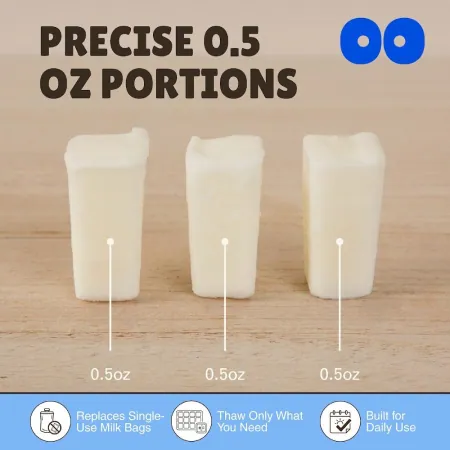 PRECISE 0.5
OZ PORTIONS
0.5oz
0.5oz
0.5oz
Replaces Single-
Use Milk Bags
Thaw Only What
You Need
Built for
Daily Use